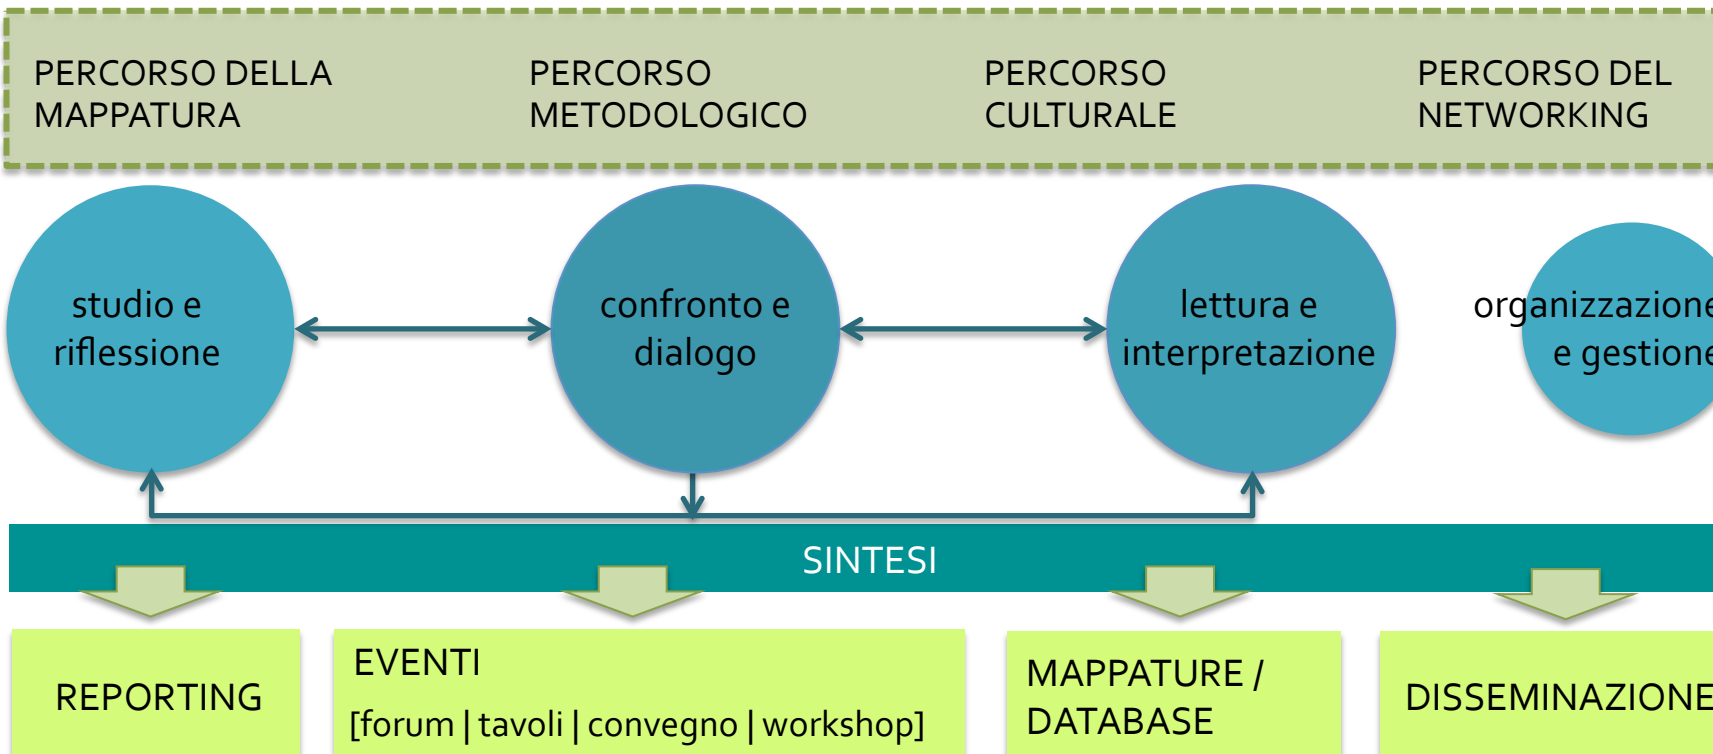 PERCORSO DELLA
MAPPATURA
PERCORSO
METODOLOGICO
PERCORSO
CULTURALE
PERCORSO DEL
NETWORKING
studio e
riflessione
confronto e
dialogo
lettura e
interpretazione
organizzazione
e gestione
SINTESI
REPORTING
EVENTI
[forum | tavoli | convegno | workshop]
MAPPATURE /
DATABASE
DISSEMINAZIONE